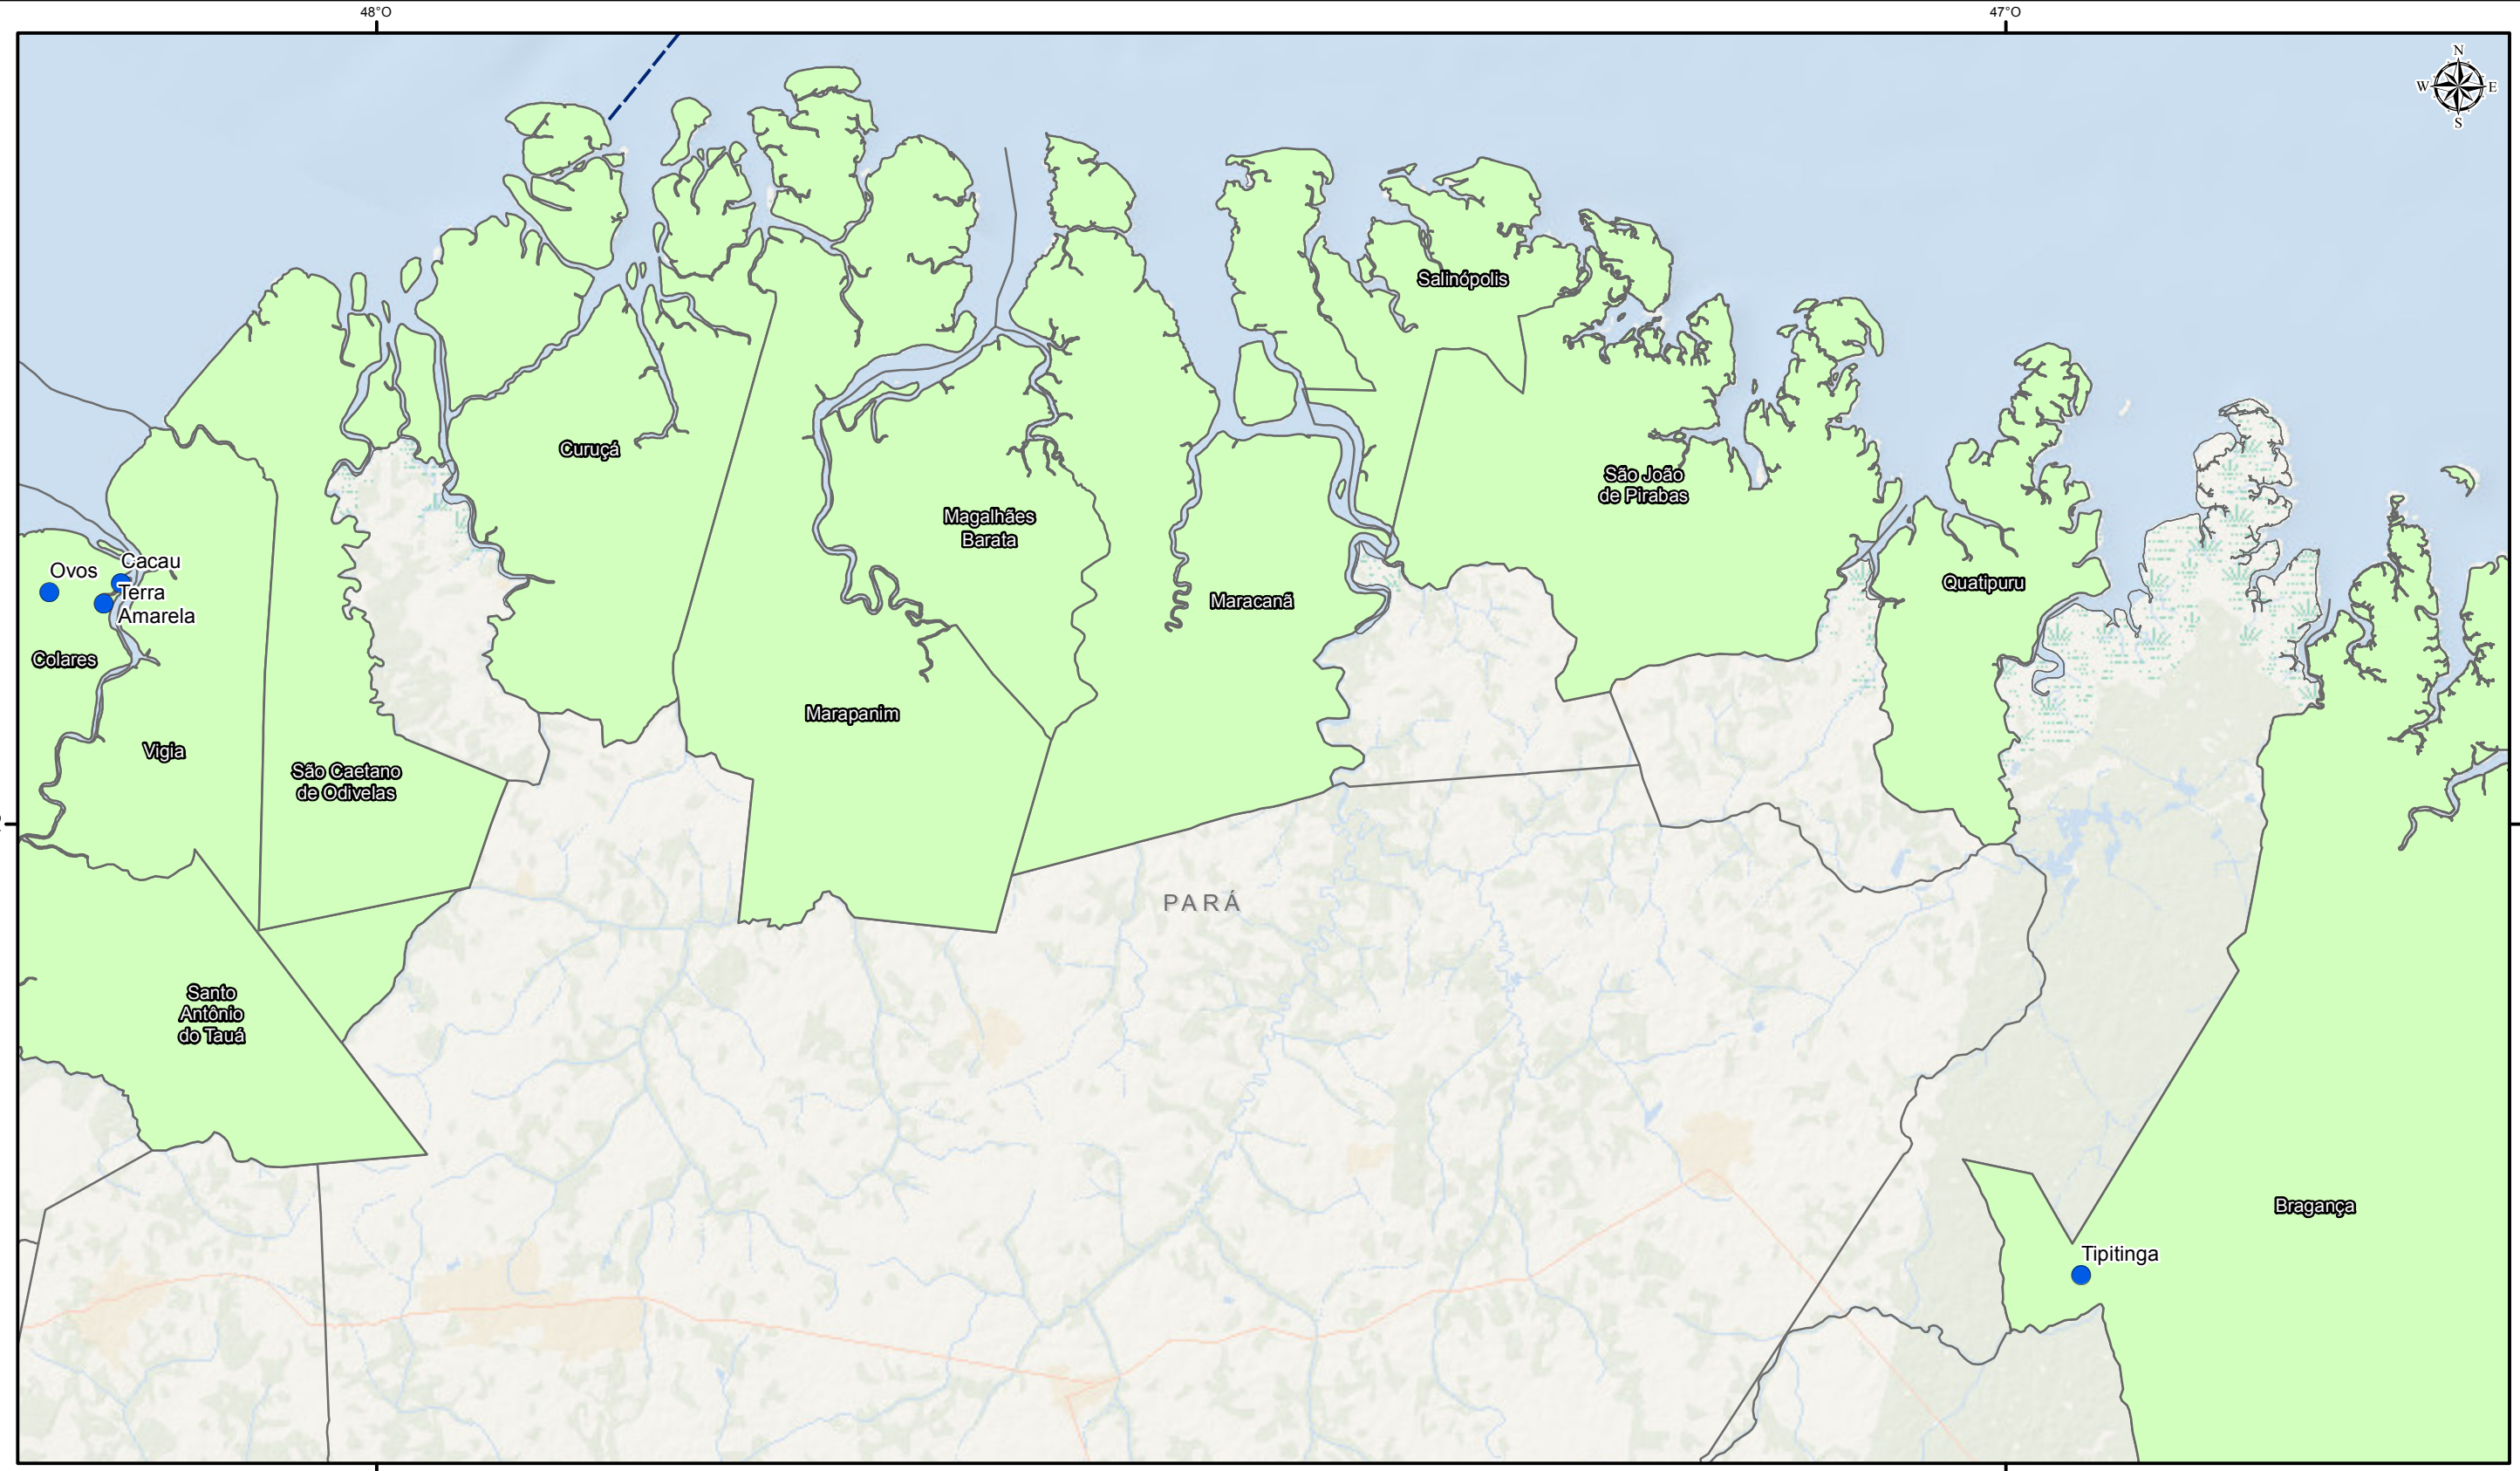 48°O
47°O
N
W E
S
Salinópolis
Curuçá
São João
de Pirabas
Magalhães
Barata
Cacau
Ovos
Terra
Amarela
Quatipuru
Maracanã
Colares
Marapanim
Vigia
São Caetano
de Odivelas
PARÁ
Santo
Antônio
do Tauá
Bragança
Tipitinga